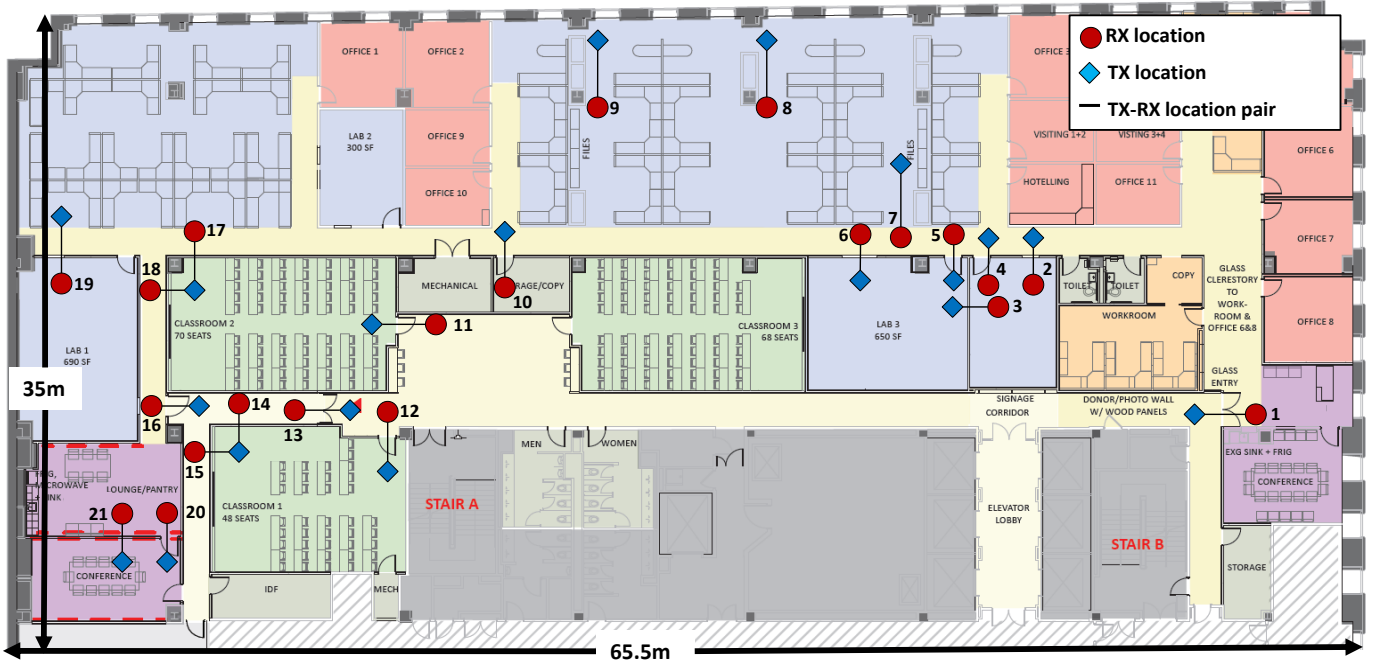 RX location
TX location
TX-RX location pair
OFFICE 1
OFFICE 2
OFFICE 3
9
8
LAB 2
300 SF
OFFICE 9
FILES
FILES
VISITING 1+2
VISTING 3+4
OFFICE 6
OFFICE 10
HOTELLING
OFFICE 11
17
7
6
5
4
2
OFFICE 7
19
18
MECHANICAL
10
3
TOILET
TOILET
COPY
GLASS
CLERESTORY
TO
WORK-
ROOM &
OFFICE 6&8
CLASSROOM 2
70 SEATS
11
CLASSROOM 3
68 SEATS
LAB 3
650 SF
WORKROOM
OFFICE 8
LAB 1
690 SF
35m
GLASS
ENTRY
16
14
13
12
SIGNAGE
CORRIDOR
DONOR/PHOTO WALL
W/ WOOD PANELS
1
15
MEN
WOMEN
EXG SINK + FRIG
CONFERENCE
LOUNGE/PANTRY
21
20
CLASSROOM 1
48 SEATS
STAIR A
ELEVATOR
LOBBY
STAIR B
CONFERENCE
IDF
MECH
STORAGE
65.5m